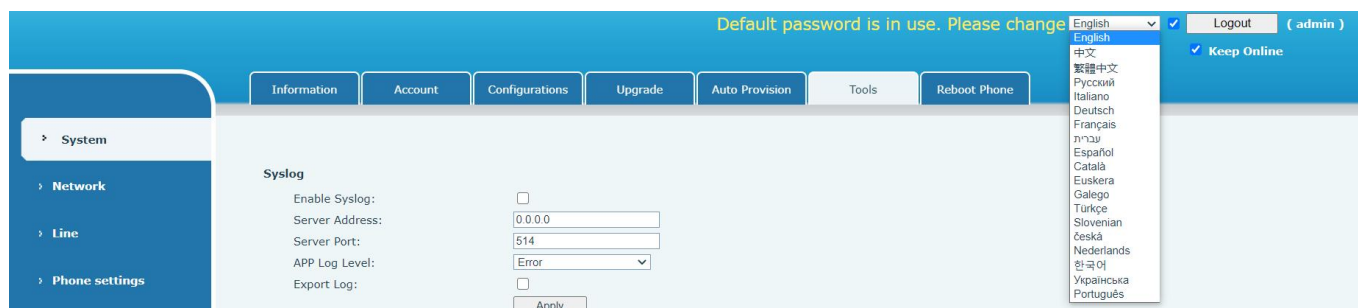 Default password is in use. Please change
English
Logout
( admin )
Keep Online
English
中文
繁體中文
Русский
Italiano
Deutsch
Français
עברית
Español
Català
Euskera
Galego
Türkçe
Slovenian
česká
Nederlands
한국어
Українська
Português
Information
Account
Configurations
Upgrade
Auto Provision
Tools
Reboot Phone
System
Network
Line
Phone settings
Syslog
Enable Syslog:
Server Address: 0.0.0.0
Server Port: 514
APP Log Level: Error
Export Log:
Apply